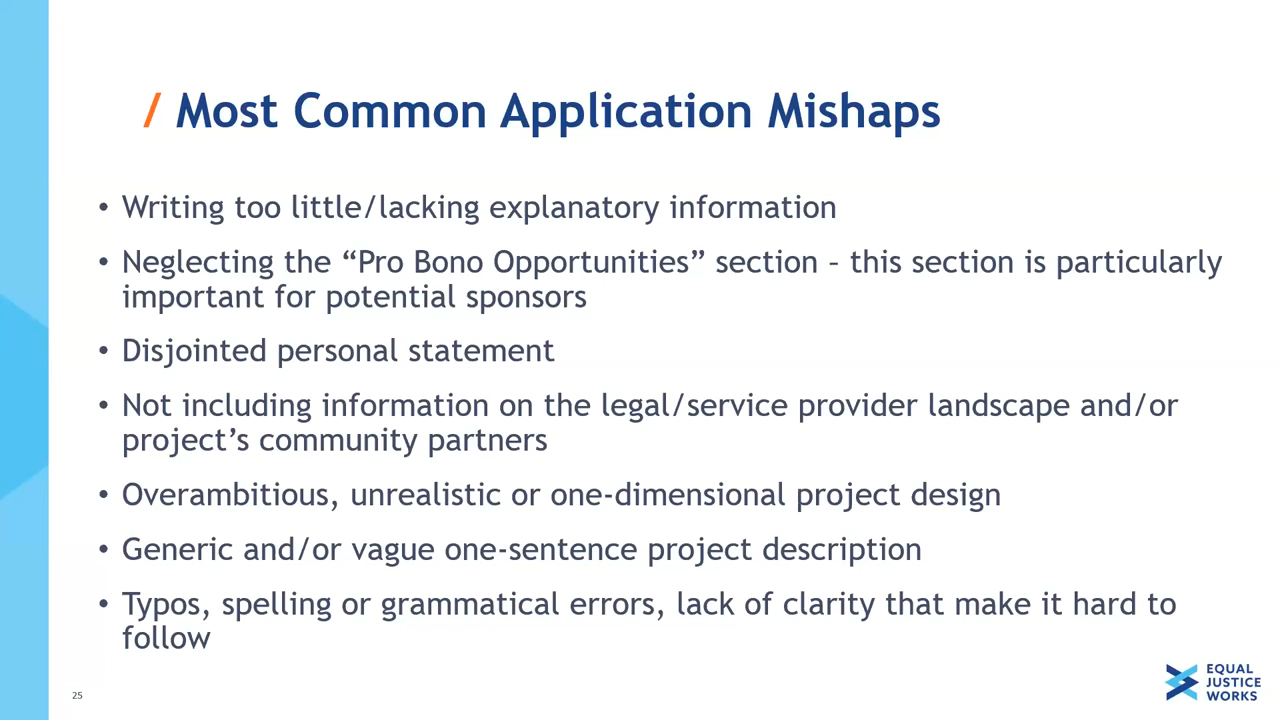 / Most Common Application Mishaps
• Writing too little/lacking explanatory information
• Neglecting the “Pro Bono Opportunities” section – this section is particularly
important for potential sponsors
• Disjointed personal statement
• Not including information on the legal/service provider landscape and/or
project’s community partners
• Overambitious, unrealistic or one-dimensional project design
• Generic and/or vague one-sentence project description
• Typos, spelling or grammatical errors, lack of clarity that make it hard to
follow
25
EQUAL
JUSTICE
WORKS